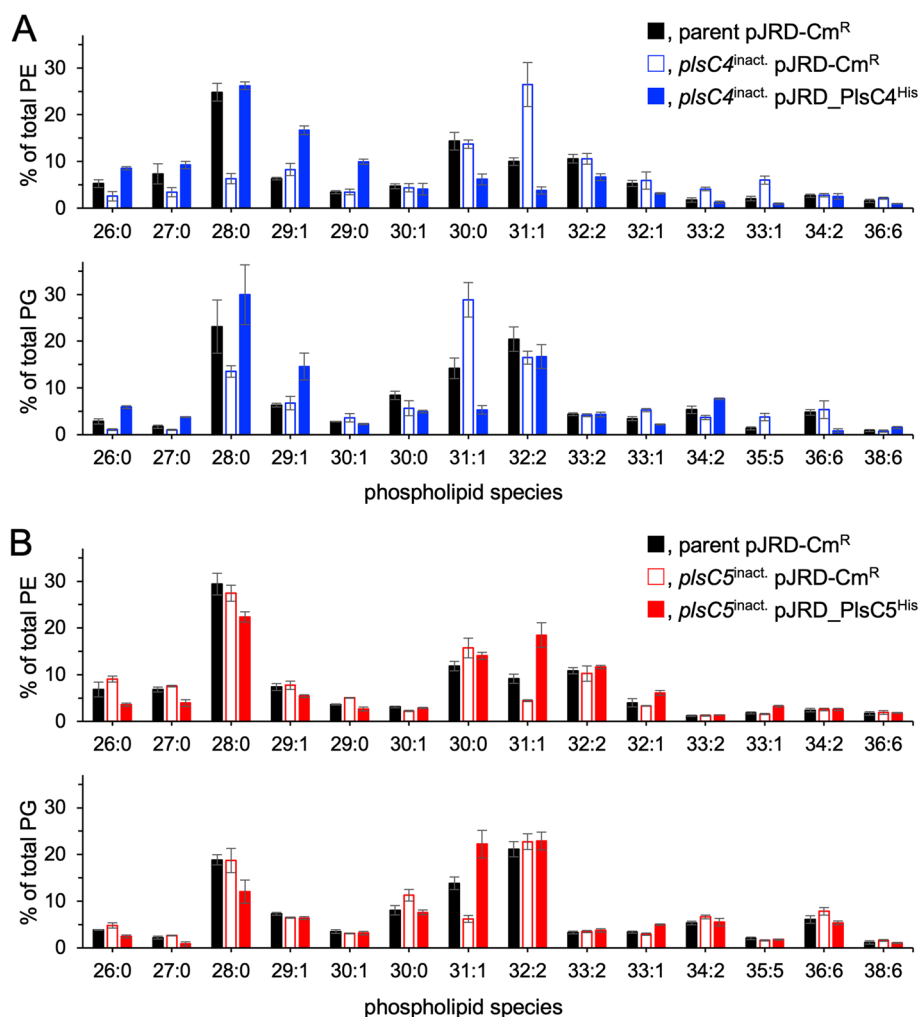 A
, parent pJRD-Cmᴿ
, plsC4ⁱⁿᵃᶜᵗ· pJRD-Cmᴿ
, plsC4ⁱⁿᵃᶜᵗ· pJRD_PlsC4ᴴⁱˢ
% of total PE
30
20
10
0
26:0 27:0 28:0 29:1 29:0 30:1 30:0 31:1 32:2 32:1 33:2 33:1 34:2 36:6
% of total PG
30
20
10
0
26:0 27:0 28:0 29:1 30:1 30:0 31:1 32:2 33:2 33:1 34:2 35:5 36:6 38:6
phospholipid species
B
, parent pJRD-Cmᴿ
, plsC5ⁱⁿᵃᶜᵗ· pJRD-Cmᴿ
, plsC5ⁱⁿᵃᶜᵗ· pJRD_PlsC5ᴴⁱˢ
% of total PE
30
20
10
0
26:0 27:0 28:0 29:1 29:0 30:1 30:0 31:1 32:2 32:1 33:2 33:1 34:2 36:6
% of total PG
30
20
10
0
26:0 27:0 28:0 29:1 30:1 30:0 31:1 32:2 33:2 33:1 34:2 35:5 36:6 38:6
phospholipid species